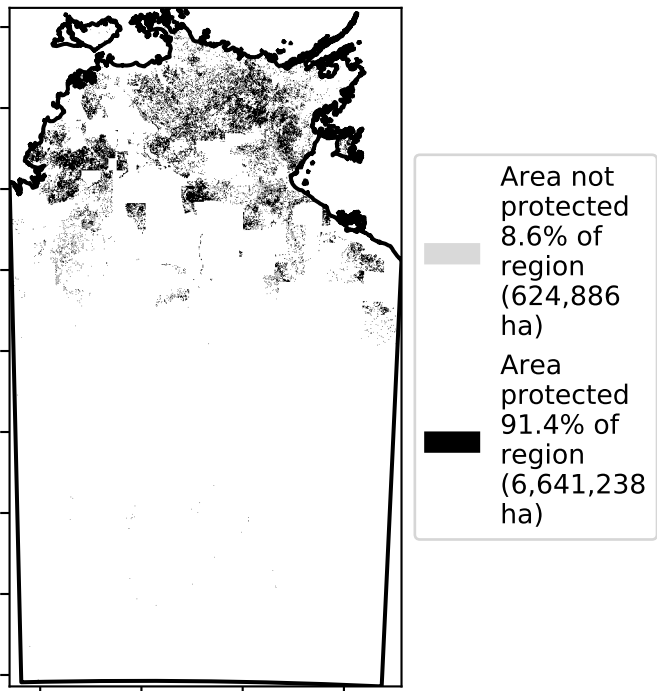 Area not
protected
8.6% of
region
(624,886
ha)
Area
protected
91.4% of
region
(6,641,238
ha)